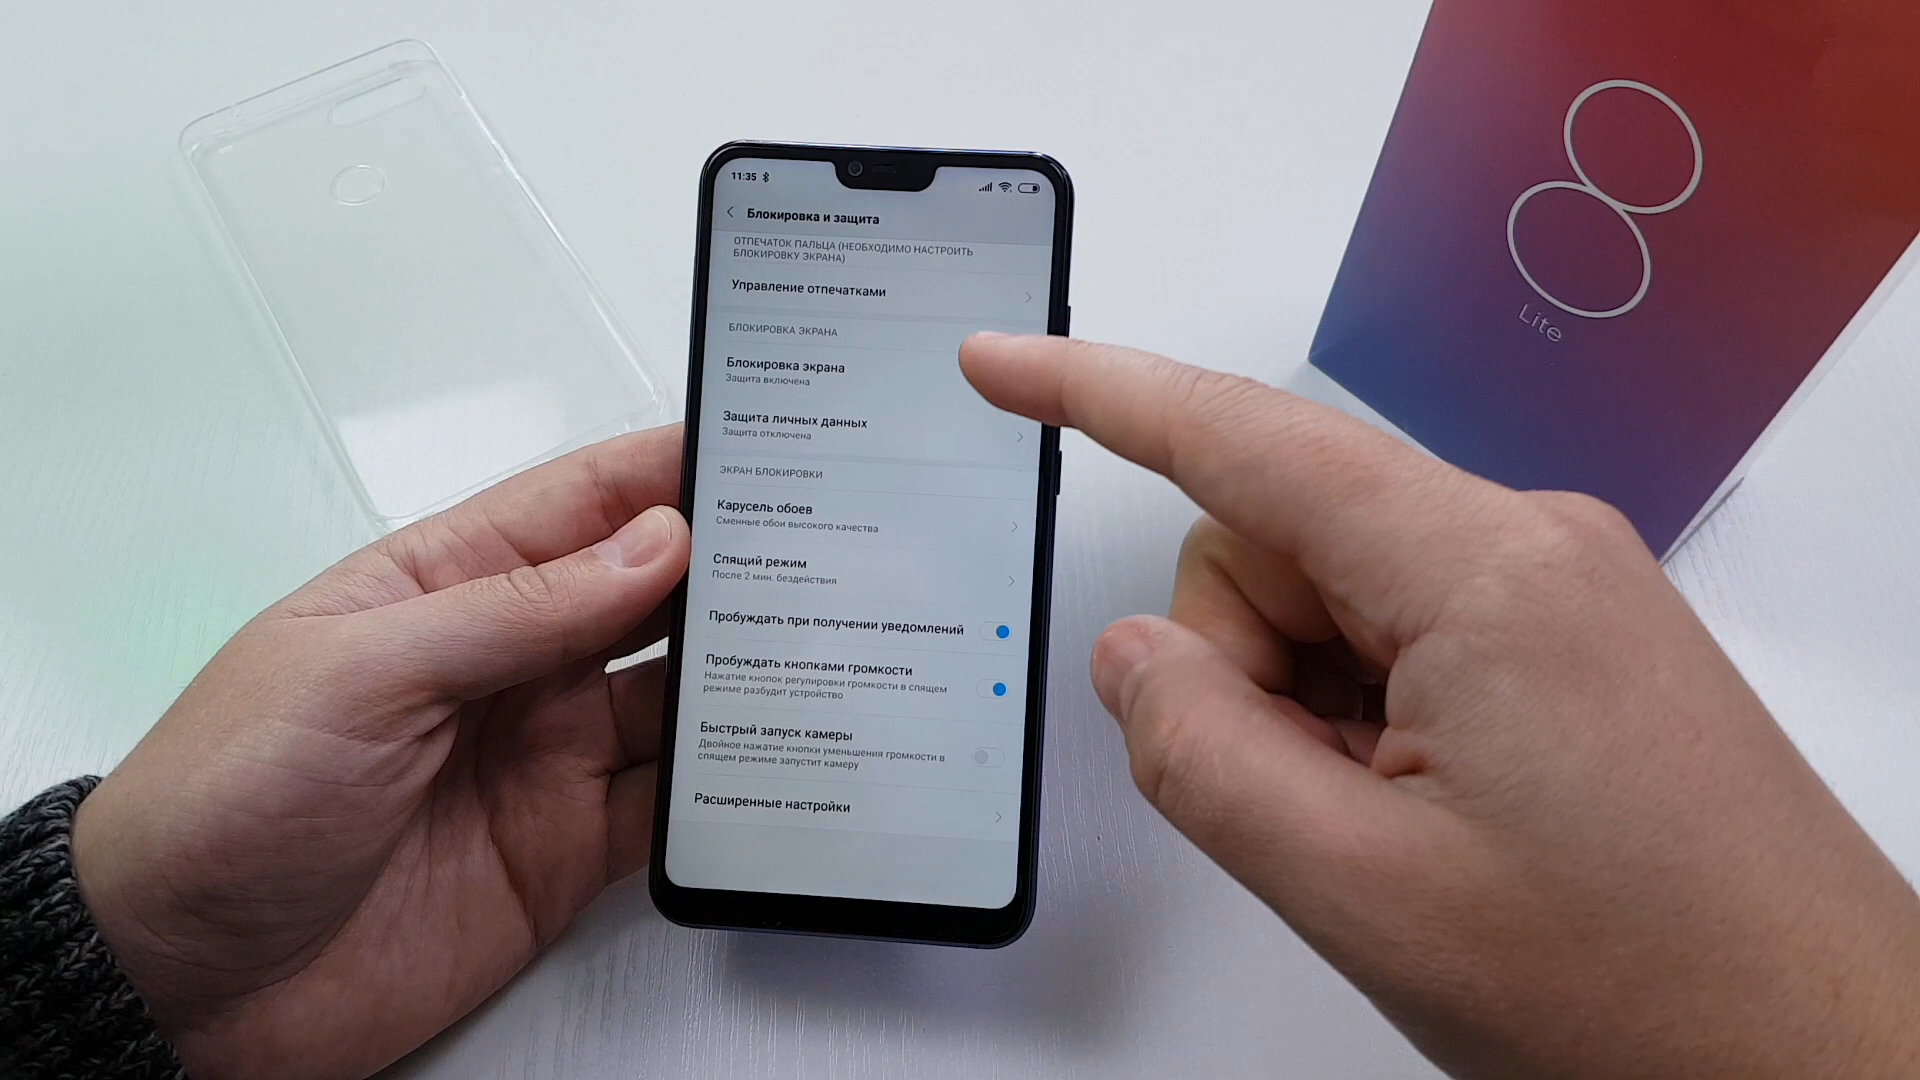 11:35
Блокировка и защита
ОТПЕЧАТОК ПАЛЬЦА (НЕОБХОДИМО НАСТРОИТЬ
БЛОКИРОВКУ ЭКРАНА)
Управление отпечатками
БЛОКИРОВКА ЭКРАНА
Блокировка экрана
Защита включена
Защита личных данных
Защита отключена
ЭКРАН БЛОКИРОВКИ
Карусель обоев
Сменные обои высокого качества
Спящий режим
После 2 мин. бездействия
Пробуждать при получении уведомлений
Пробуждать кнопками громкости
Нажатие кнопок регулировки громкости в спящем
режиме разбудит устройство
Быстрый запуск камеры
Двойное нажатие кнопки уменьшения громкости в
спящем режиме запустит камеру
Расширенные настройки
8
Lite